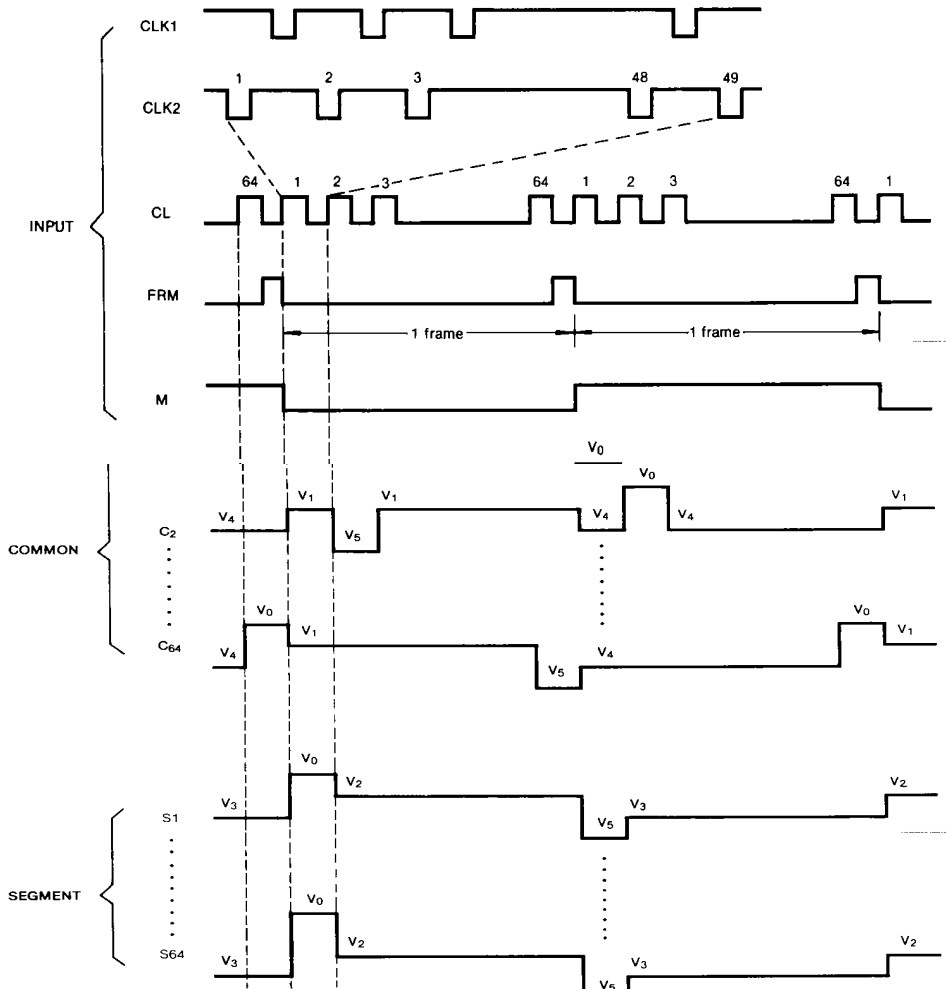 CLK1
1 2 3 48 49
CLK2
64 1 2 3 64 1 2 3 64 1
CL
INPUT
FRM
1 frame 1 frame
M
V0
V1 V1 V0 V1
V4 V4 V4
C2
V5
COMMON
V0 V0
C64
V1 V4 V1
V4
V5
V0
V2 V3 V2
V3
S1
V5
SEGMENT
V0
V2 V2
S64
V3 V3
V5